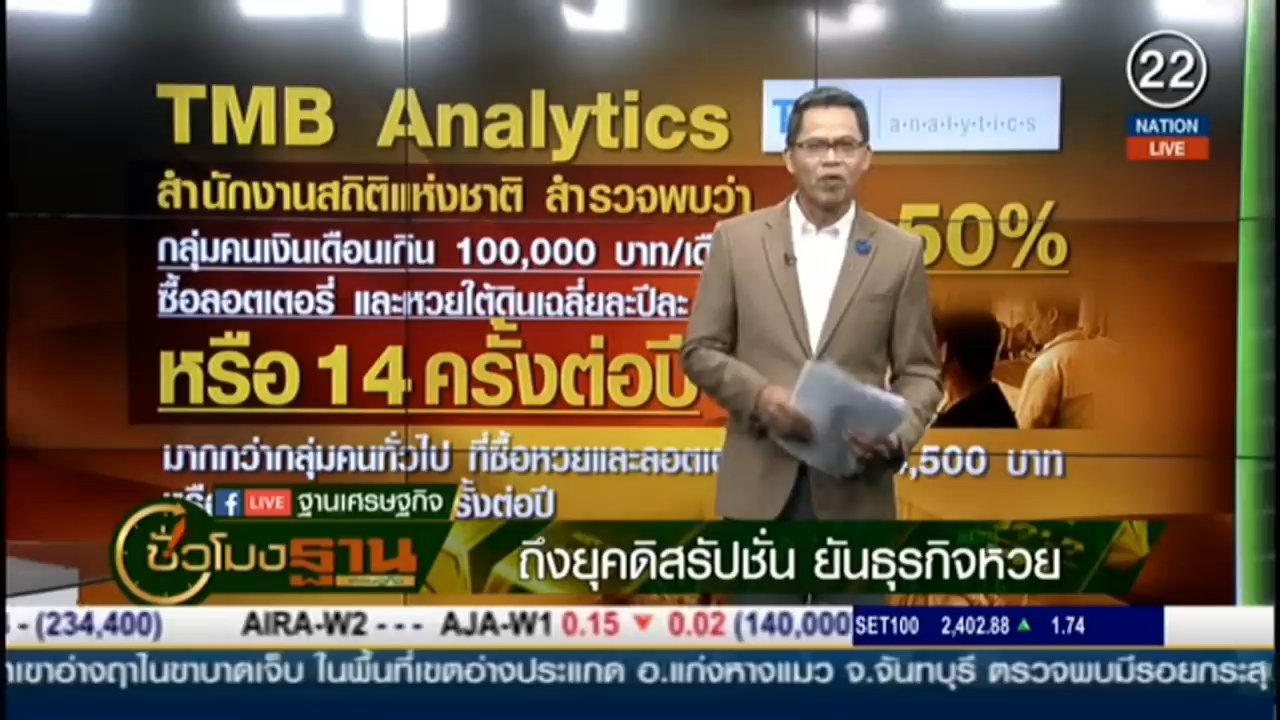 TMB Analytics
a·n·a·l·y·t·i·c·s
22
NATION
LIVE
สำนักงานสถิติแห่งชาติ สำรวจพบว่า
50%
กลุ่มคนเงินเดือนเกิน 100,000 บาท/
ซื้อลอตเตอรี่ และหวยใต้ดินเฉลี่ยละปีละ
หรือ 14 ครั้งต่อปี
มากกว่ากลุ่มคนทั่วไป ที่ซื้อหวยและ ,500 บาท
ครั้งต่อปี
f LIVE ฐานเศรษฐกิจ
ชั่วโมงฐาน
ถึงยุคดิสรัปชั่น ยันธุรกิจหวย
- (234,400) AIRA-W2 - - - AJA-W1 0.15 ▼ 0.02 (140,000 SET100 2,402.88 ▲ 1.74
เขาอ่างฤาไนขาบาดเจ็บ ในพื้นที่เขตอ่างประแกด อ.แก่งหางแมว จ.จันทบุรี ตรวจพบมีรอยกระสุ